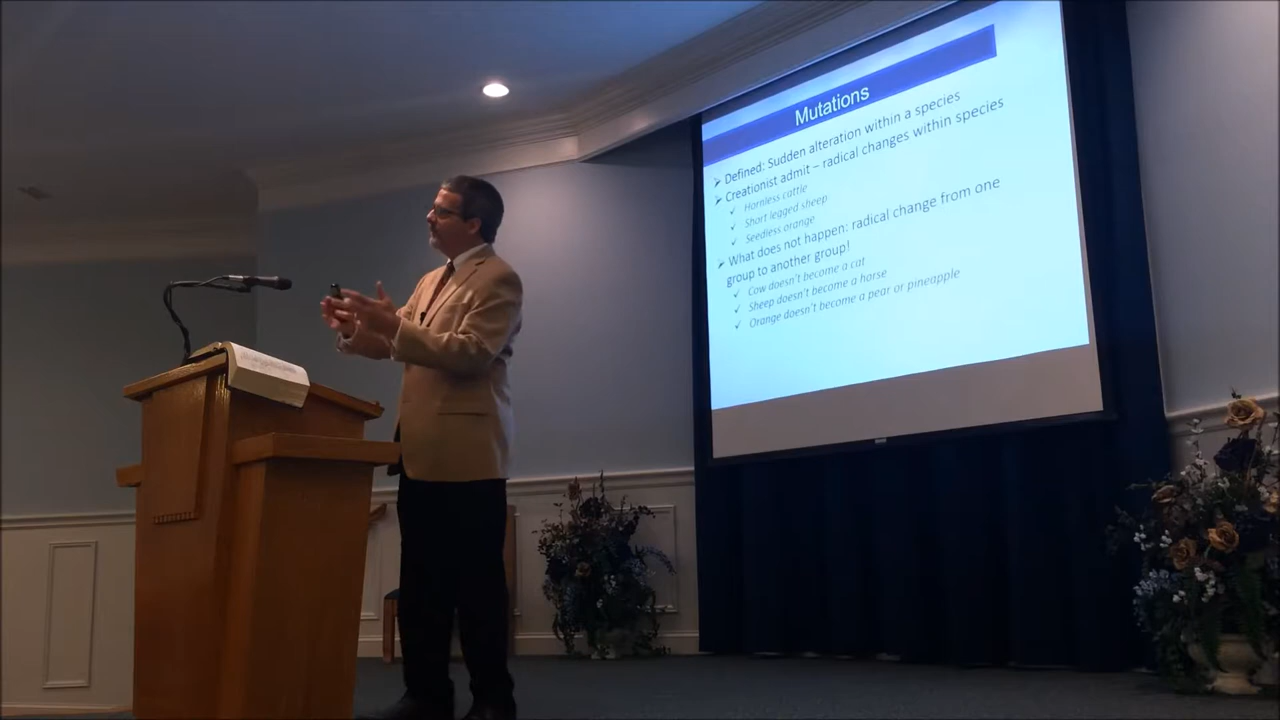 Mutations
➢ Defined: Sudden alteration within a species
➢ Creationist admit – radical changes within species
✓ Hornless cattle
✓ Short legged sheep
✓ Seedless orange
➢ What does not happen: radical change from one
group to another group!
✓ Cow doesn't become a cat
✓ Sheep doesn't become a horse
✓ Orange doesn't become a pear or pineapple